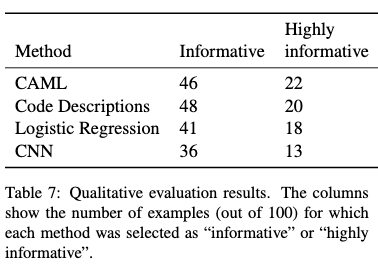 Highly
Method Informative informative
CAML 46 22
Code Descriptions 48 20
Logistic Regression 41 18
CNN 36 13
Table 7: Qualitative evaluation results. The columns
show the number of examples (out of 100) for which
each method was selected as “informative” or “highly
informative”.